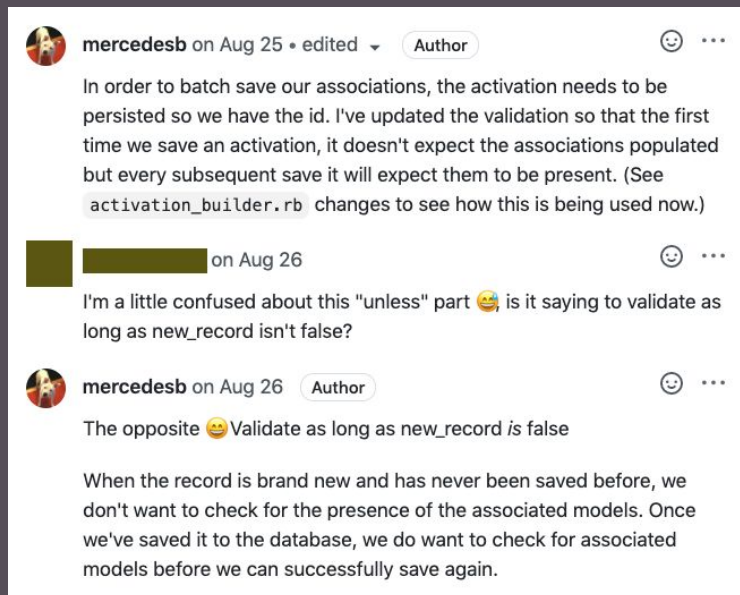 mercedesb on Aug 25 • edited Author
In order to batch save our associations, the activation needs to be
persisted so we have the id. I've updated the validation so that the first
time we save an activation, it doesn't expect the associations populated
but every subsequent save it will expect them to be present. (See
activation_builder.rb changes to see how this is being used now.)
on Aug 26
I'm a little confused about this "unless" part 😅, is it saying to validate as
long as new_record isn't false?
mercedesb on Aug 26 Author
The opposite 😄 Validate as long as new_record is false
When the record is brand new and has never been saved before, we
don't want to check for the presence of the associated models. Once
we've saved it to the database, we do want to check for associated
models before we can successfully save again.